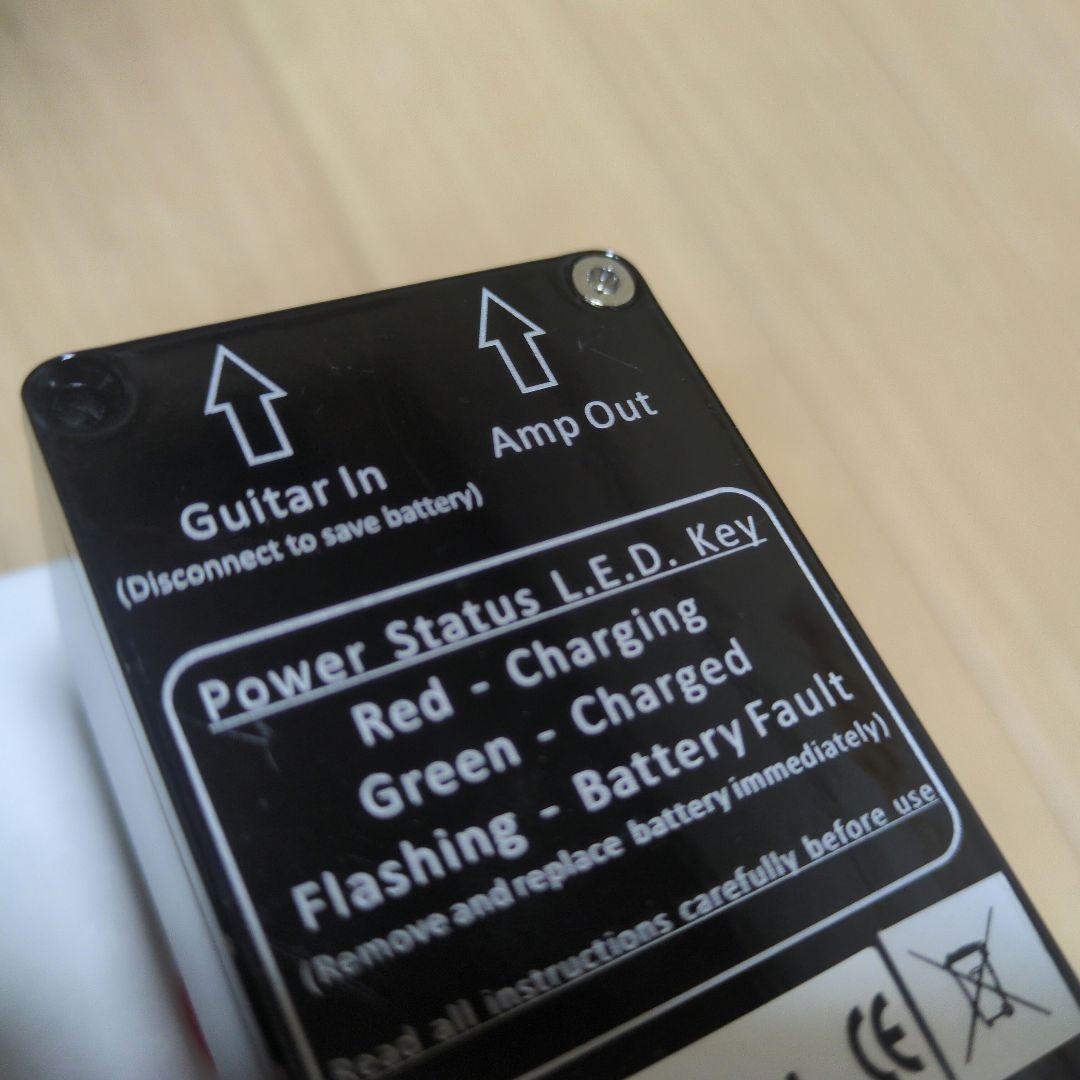 Guitar In
(Disconnect to save battery)
Amp Out
Power Status L.E.D. Key
Red - Charging
Green - Charged
Flashing - Battery Fault
(Remove and replace battery immediately)
Read all instructions carefully before use
CE